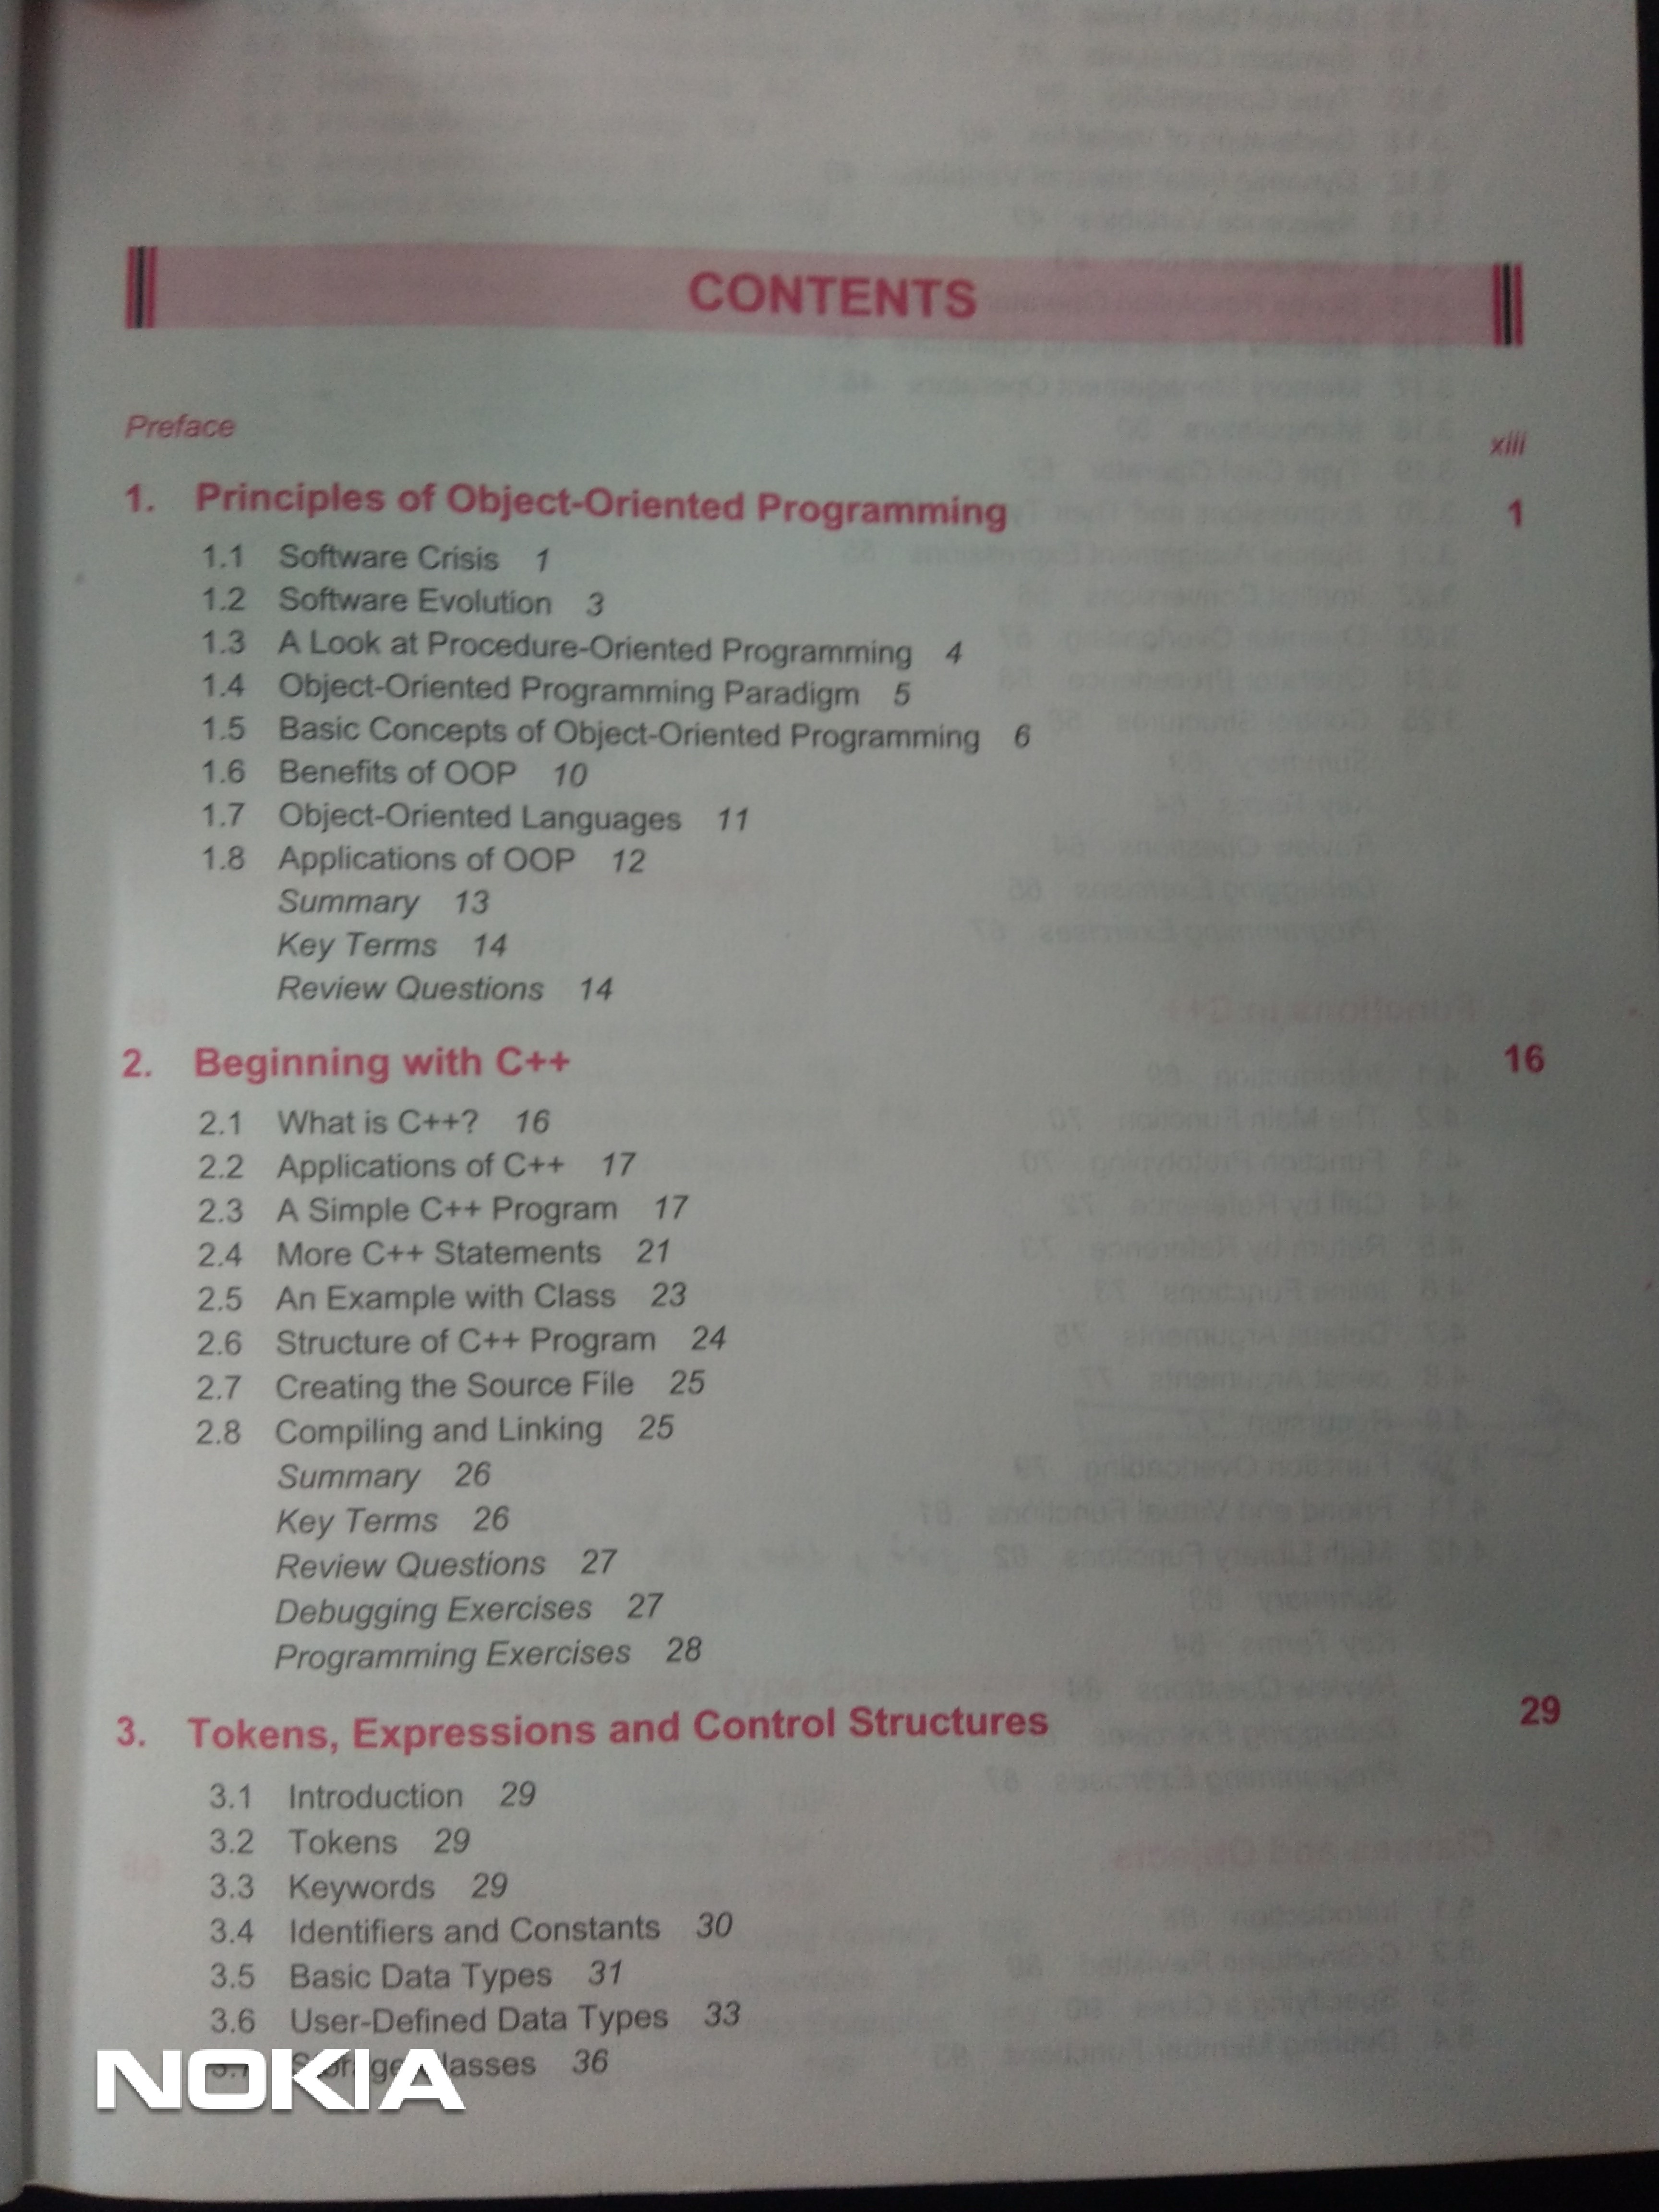 CONTENTS
Preface xiii
1. Principles of Object-Oriented Programming 1
1.1 Software Crisis 1
1.2 Software Evolution 3
1.3 A Look at Procedure-Oriented Programming 4
1.4 Object-Oriented Programming Paradigm 5
1.5 Basic Concepts of Object-Oriented Programming 6
1.6 Benefits of OOP 10
1.7 Object-Oriented Languages 11
1.8 Applications of OOP 12
Summary 13
Key Terms 14
Review Questions 14
2. Beginning with C++ 16
2.1 What is C++? 16
2.2 Applications of C++ 17
2.3 A Simple C++ Program 17
2.4 More C++ Statements 21
2.5 An Example with Class 23
2.6 Structure of C++ Program 24
2.7 Creating the Source File 25
2.8 Compiling and Linking 25
Summary 26
Key Terms 26
Review Questions 27
Debugging Exercises 27
Programming Exercises 28
3. Tokens, Expressions and Control Structures 29
3.1 Introduction 29
3.2 Tokens 29
3.3 Keywords 29
3.4 Identifiers and Constants 30
3.5 Basic Data Types 31
3.6 User-Defined Data Types 33
3.7 Storage Classes 36
NOKIA